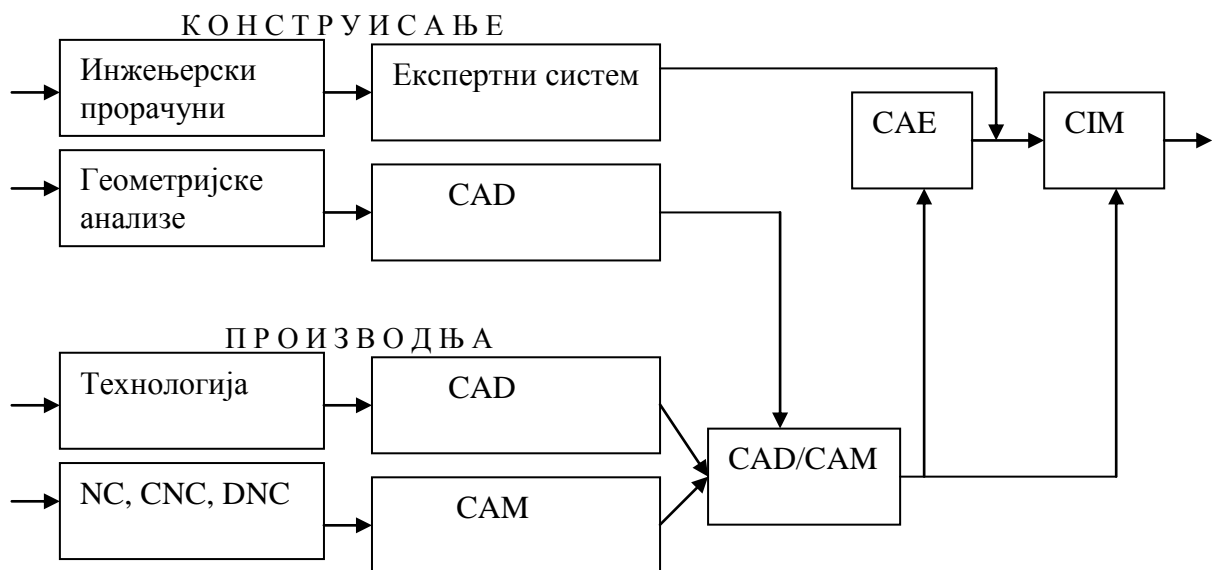 К О Н С Т Р У И С А Њ Е
Инжењерски
прорачуни
Експертни систем
CAE
CIM
Геометријске
анализе
CAD
П Р О И З В О Д Њ А
Технологија
CAD
CAD/CAM
NC, CNC, DNC
CAM